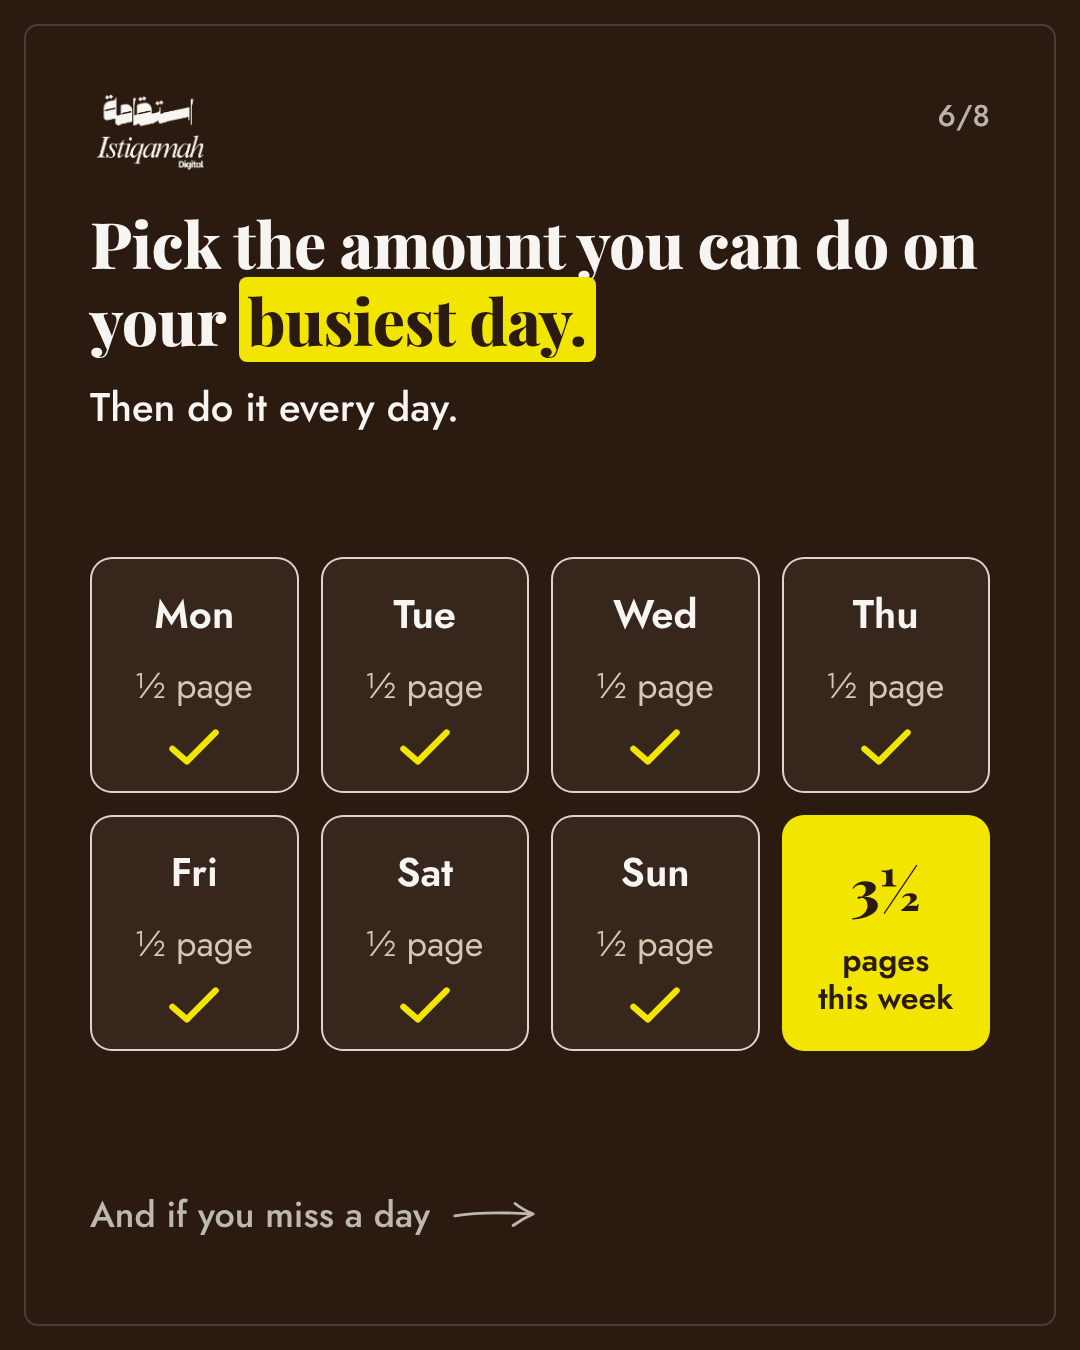 استقامة
Istiqamah
Digital
6/8
Pick the amount you can do on
your busiest day.
Then do it every day.
Mon
½ page
Tue
½ page
Wed
½ page
Thu
½ page
Fri
½ page
Sat
½ page
Sun
½ page
3½
pages
this week
And if you miss a day